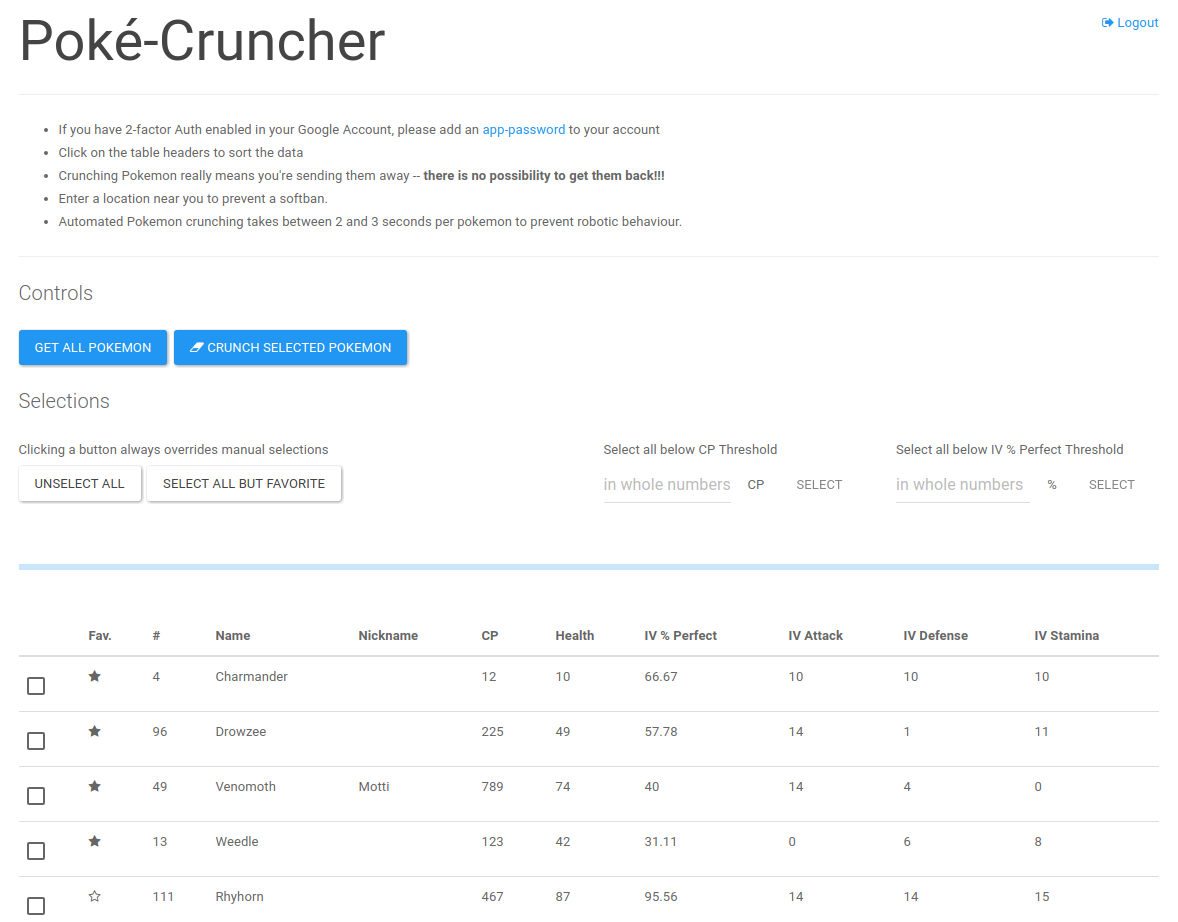 Poké-Cruncher
Logout
If you have 2-factor Auth enabled in your Google Account, please add an app-password to your account
Click on the table headers to sort the data
Crunching Pokemon really means you're sending them away -- there is no possibility to get them back!!!
Enter a location near you to prevent a softban.
Automated Pokemon crunching takes between 2 and 3 seconds per pokemon to prevent robotic behaviour.
Controls
GET ALL POKEMON CRUNCH SELECTED POKEMON
Selections
Clicking a button always overrides manual selections Select all below CP Threshold Select all below IV % Perfect Threshold
UNSELECT ALL SELECT ALL BUT FAVORITE in whole numbers CP SELECT in whole numbers % SELECT
Fav. # Name Nickname CP Health IV % Perfect IV Attack IV Defense IV Stamina
4 Charmander 12 10 66.67 10 10 10
96 Drowzee 225 49 57.78 14 1 11
49 Venomoth Motti 789 74 40 14 4 0
13 Weedle 123 42 31.11 0 6 8
111 Rhyhorn 467 87 95.56 14 14 15